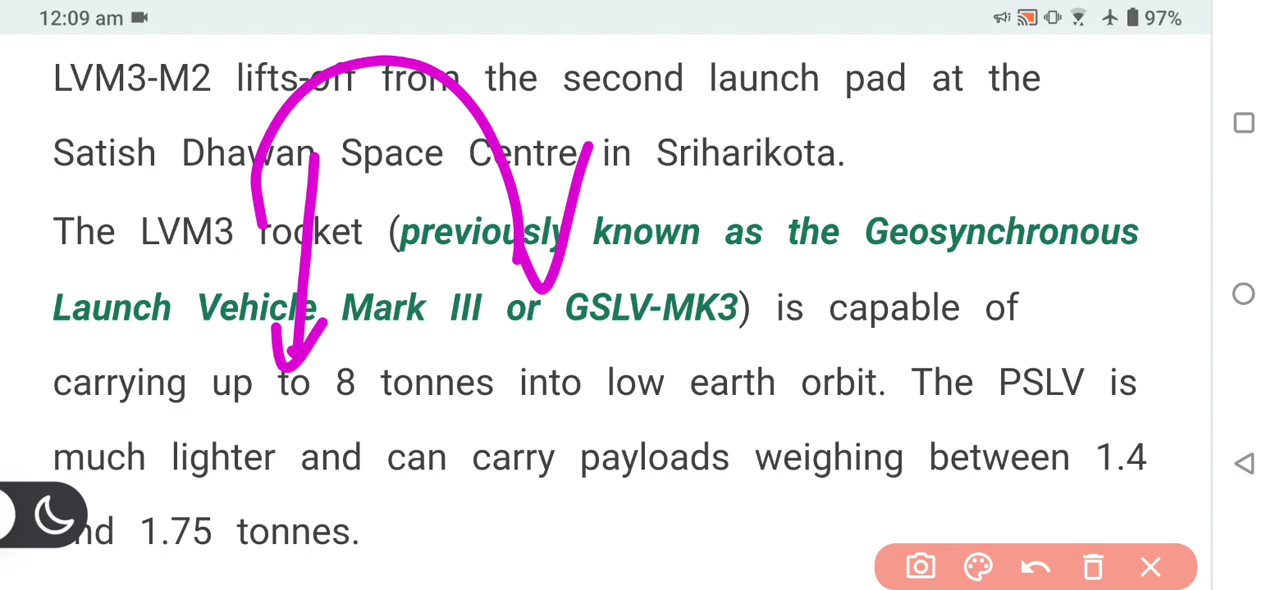 12:09 am 97%
LVM3-M2 lifts-off from the second launch pad at the
Satish Dhawan Space Centre in Sriharikota.
The LVM3 rocket (previously known as the Geosynchronous
Launch Vehicle Mark III or GSLV-MK3) is capable of
carrying up to 8 tonnes into low earth orbit. The PSLV is
much lighter and can carry payloads weighing between 1.4
and 1.75 tonnes.